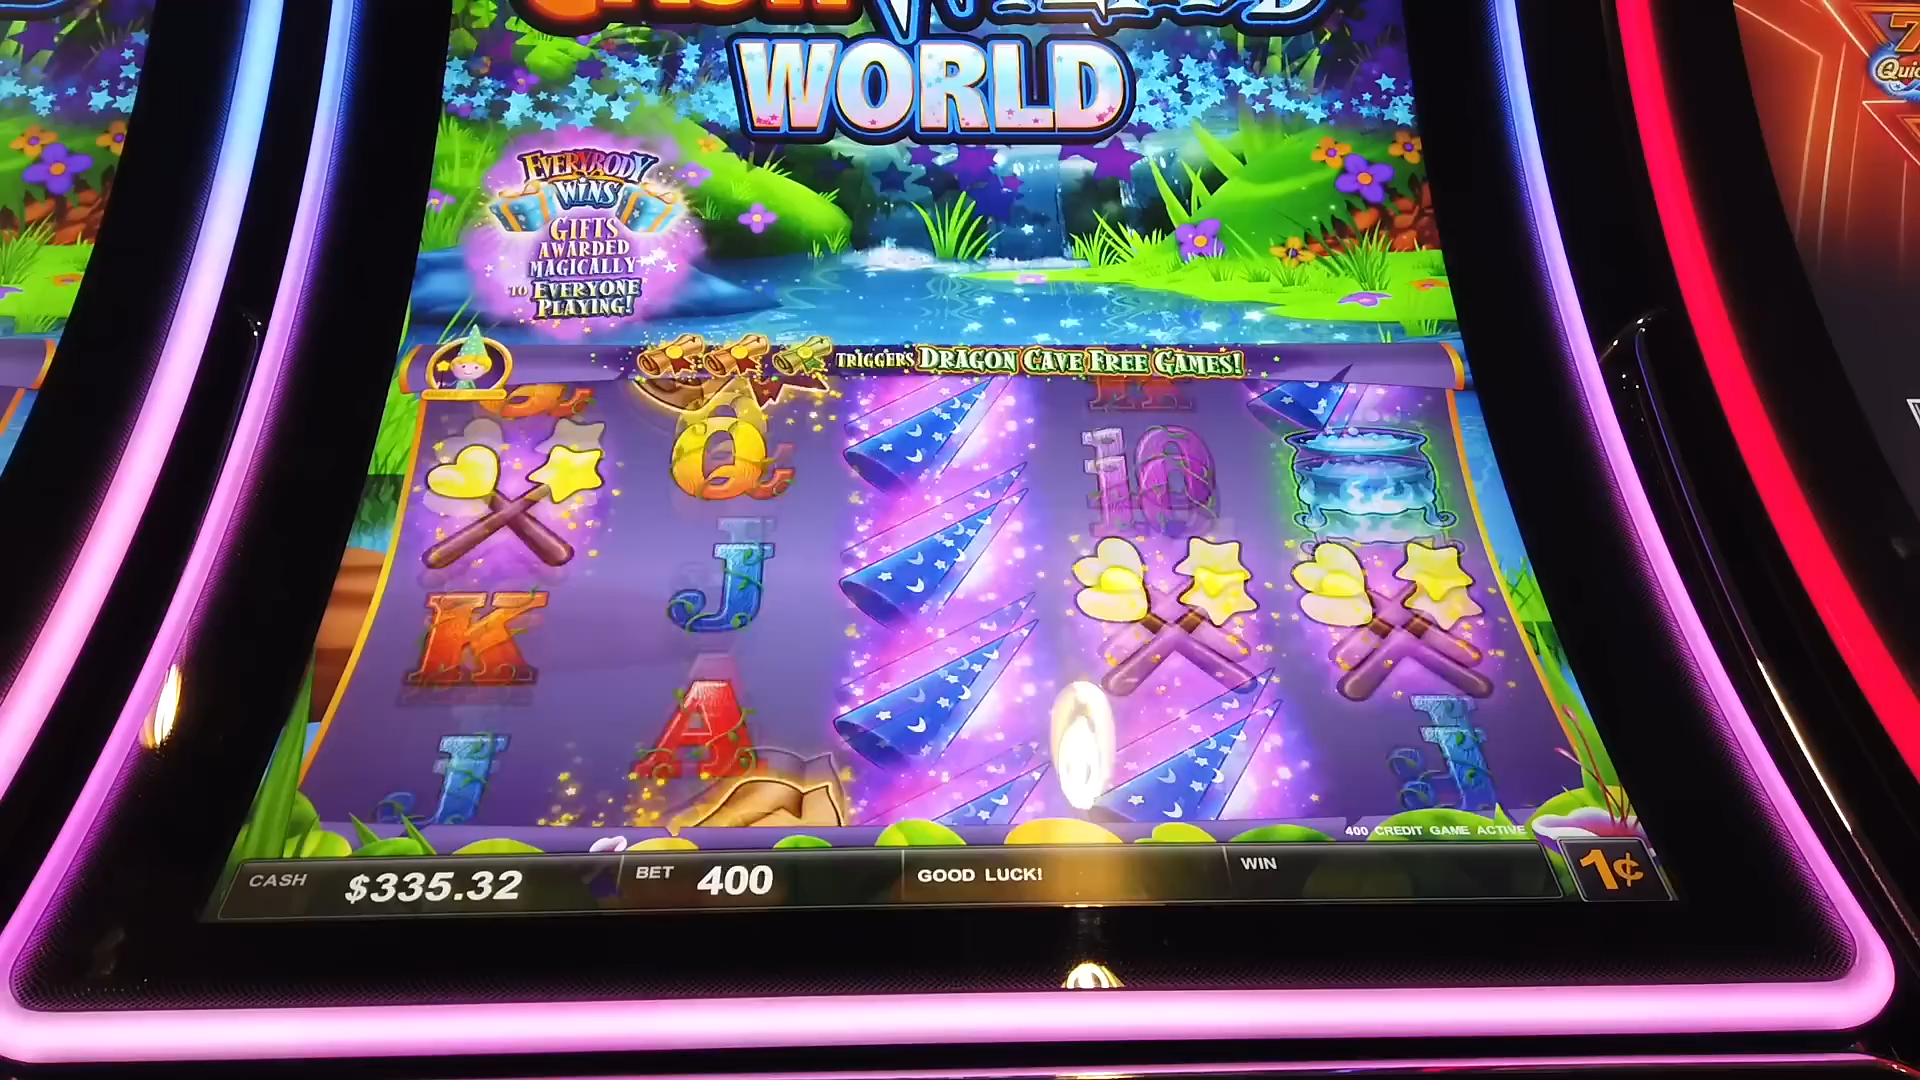 WORLD
EVERYBODY
WINS
GIFTS
AWARDED
MAGICALLY
TO EVERYONE
PLAYING!
TRIGGERS DRAGON CAVE FREE GAMES!
Q
10
J
K
A
J
J
400 CREDIT GAME ACTIVE
CASH $335.32
BET 400
GOOD LUCK!
WIN
1¢